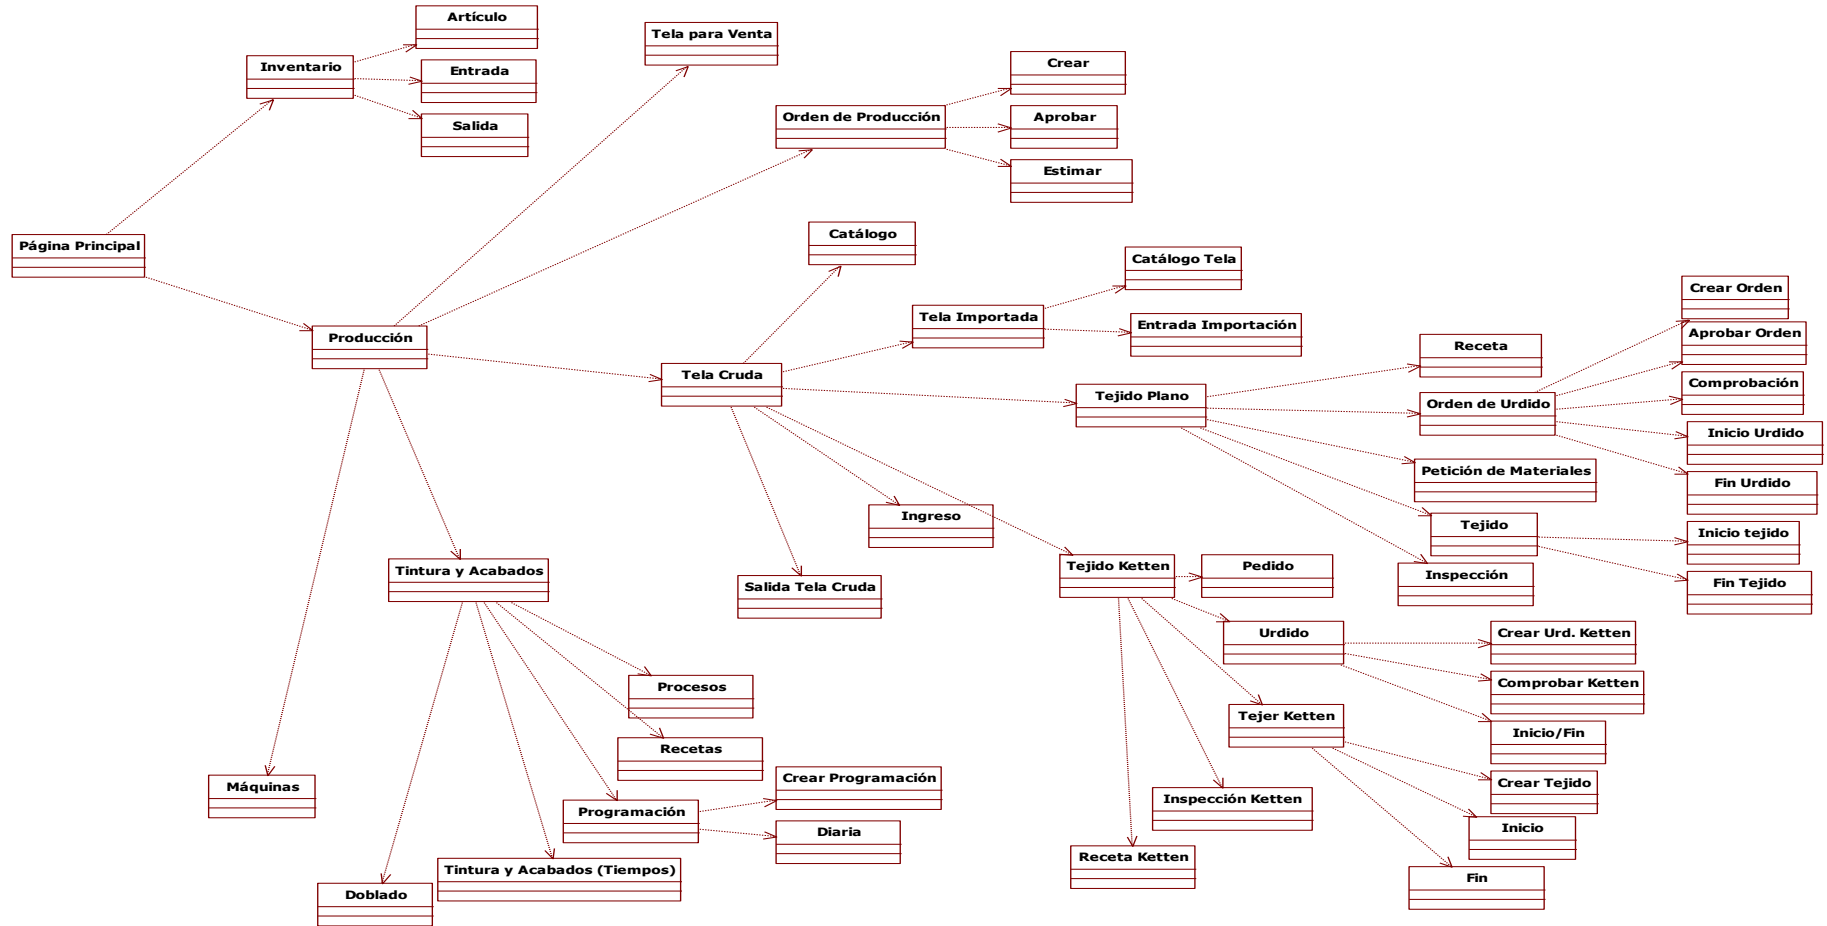 Artículo
Tela para Venta
Inventario
Entrada
Crear
Salida
Orden de Producción
Aprobar
Estimar
Página Principal
Catálogo
Catálogo Tela
Crear Orden
Tela Importada
Entrada Importación
Aprobar Orden
Producción
Receta
Tela Cruda
Comprobación
Tejido Plano
Orden de Urdido
Inicio Urdido
Petición de Materiales
Fin Urdido
Ingreso
Tejido
Inicio tejido
Tintura y Acabados
Salida Tela Cruda
Tejido Ketten
Pedido
Inspección
Fin Tejido
Urdido
Crear Urd. Ketten
Procesos
Comprobar Ketten
Tejer Ketten
Inicio/Fin
Recetas
Máquinas
Crear Programación
Crear Tejido
Programación
Inspección Ketten
Diaria
Inicio
Receta Ketten
Tintura y Acabados (Tiempos)
Fin
Doblado